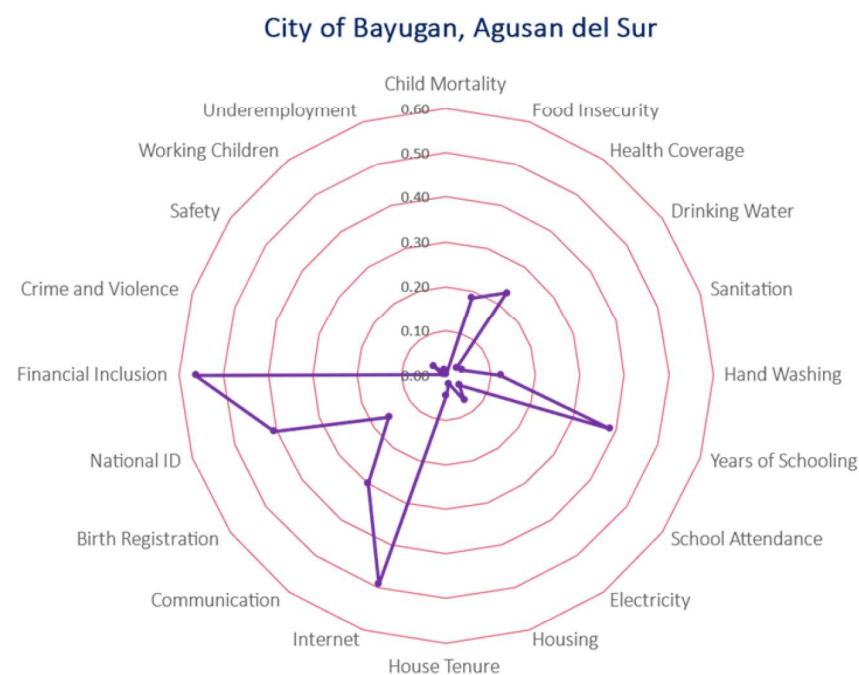 City of Bayugan, Agusan del Sur
Child Mortality
Underemployment
Food Insecurity
Working Children
Health Coverage
Safety
Drinking Water
Crime and Violence
Sanitation
Financial Inclusion
Hand Washing
National ID
Years of Schooling
Birth Registration
School Attendance
Communication
Electricity
Internet
Housing
House Tenure
0.60
0.50
0.40
0.30
0.20
0.10
0.00